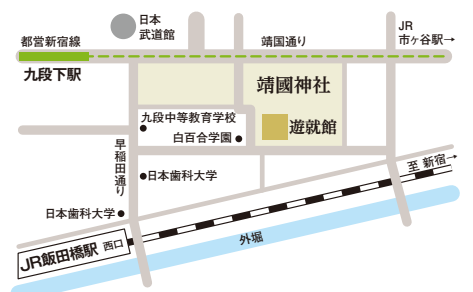 日本
武道館
JR
市ヶ谷駅→
都営新宿線
靖国通り
九段下駅
靖國神社
九段中等教育学校
遊就館
白百合学園
早稲田通り
日本歯科大学
至 新宿→
日本歯科大学
外堀
JR飯田橋駅 西口